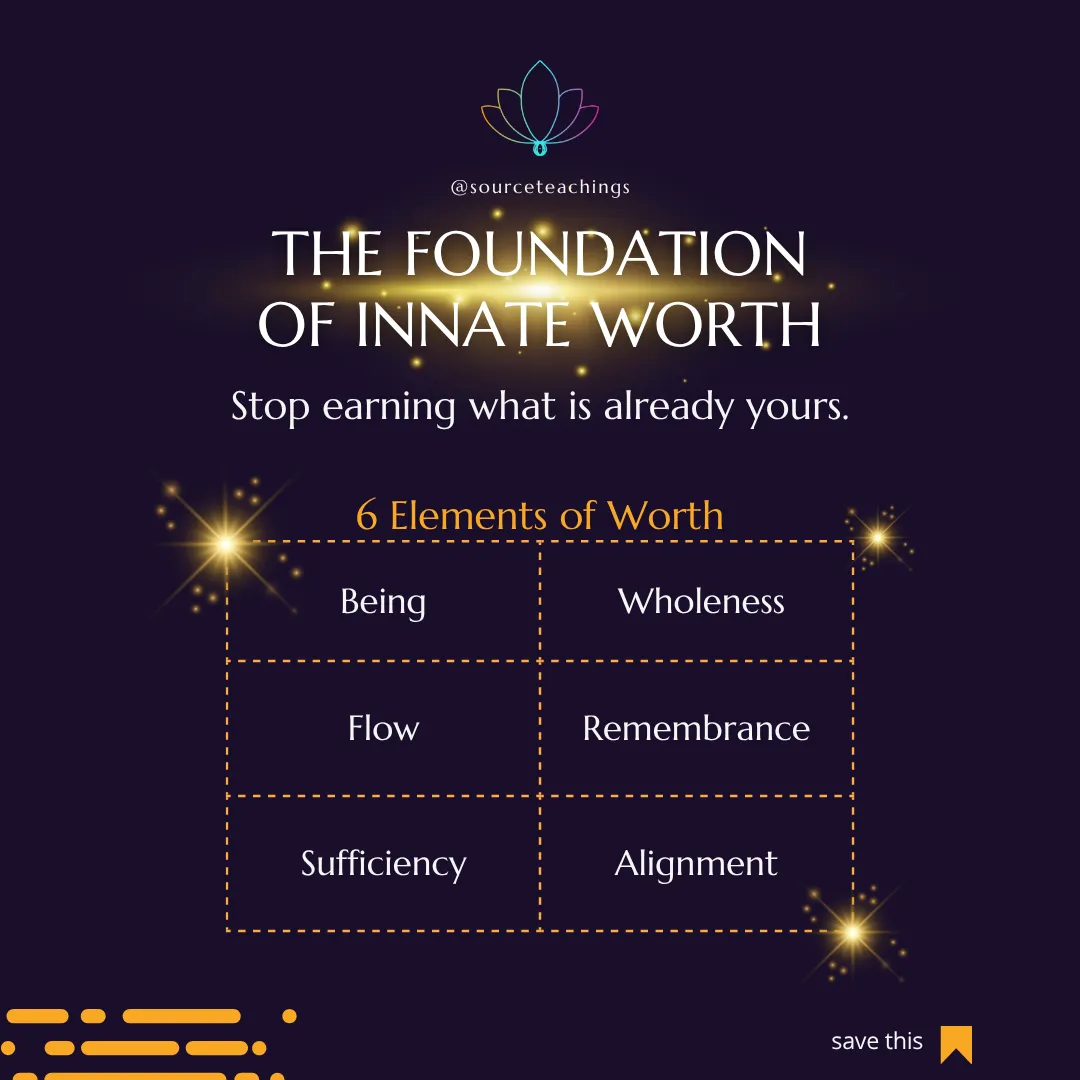 @sourceteachings
THE FOUNDATION
OF INNATE WORTH
Stop earning what is already yours.
6 Elements of Worth
Being
Wholeness
Flow
Remembrance
Sufficiency
Alignment
save this